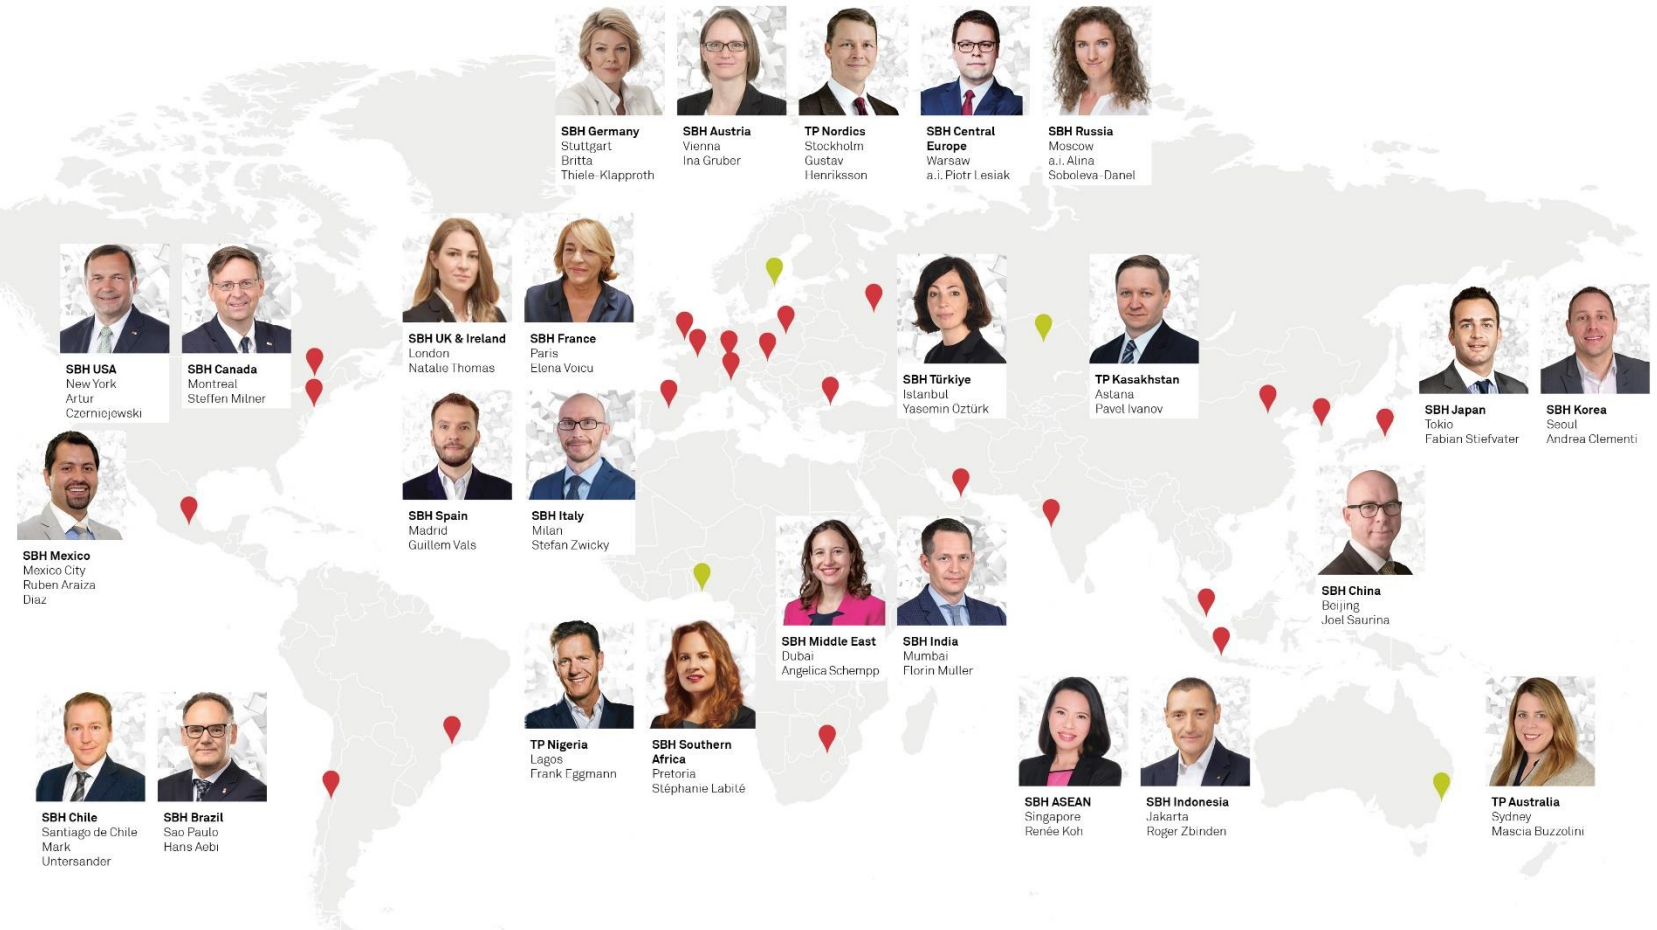 SBH Germany
Stuttgart
Britta
Thiele-Klapproth
SBH Austria
Vienna
Ina Gruber
TP Nordics
Stockholm
Gustav
Henriksson
SBH Central
Europe
Warsaw
a.i. Piotr Lesiak
SBH Russia
Moscow
a.i. Alina
Soboleva-Danel
SBH USA
New York
Artur
Czerniejewski
SBH Canada
Montreal
Steffen Milner
SBH UK & Ireland
London
Natalie Thomas
SBH France
Paris
Elena Voicu
SBH Türkiye
Istanbul
Yasemin Öztürk
TP Kasakhstan
Astana
Pavel Ivanov
SBH Japan
Tokio
Fabian Stiefvater
SBH Korea
Seoul
Andrea Clementi
SBH Mexico
Mexico City
Ruben Araiza
Diaz
SBH Spain
Madrid
Guillem Vals
SBH Italy
Milan
Stefan Zwicky
SBH China
Beijing
Joel Saurina
SBH Middle East
Dubai
Angelica Schempp
SBH India
Mumbai
Florin Müller
TP Nigeria
Lagos
Frank Eggmann
SBH Southern
Africa
Pretoria
Stéphanie Labité
SBH Chile
Santiago de Chile
Mark
Untersander
SBH Brazil
Sao Paulo
Hans Aebi
SBH ASEAN
Singapore
Renée Koh
SBH Indonesia
Jakarta
Roger Zbinden
TP Australia
Sydney
Mascia Buzzolini